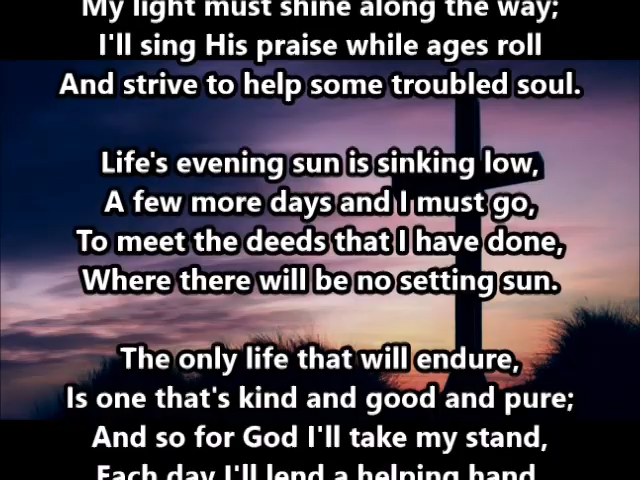 My light must shine along the way;
I'll sing His praise while ages roll
And strive to help some troubled soul.
Life's evening sun is sinking low,
A few more days and I must go,
To meet the deeds that I have done,
Where there will be no setting sun.
The only life that will endure,
Is one that's kind and good and pure;
And so for God I'll take my stand,
Each day I'll lend a helping hand